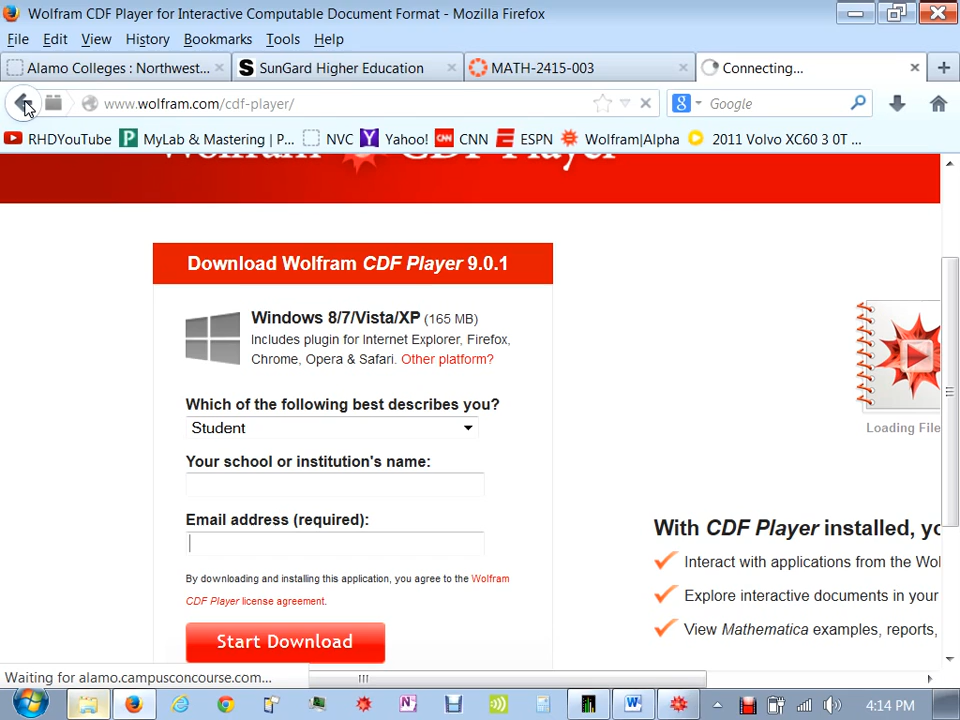 Wolfram CDF Player for Interactive Computable Document Format - Mozilla Firefox
File Edit View History Bookmarks Tools Help
Alamo Colleges : Northwest... SunGard Higher Education MATH-2415-003 Connecting...
www.wolfram.com/cdf-player/ Google
RHDYouTube MyLab & Mastering | P... NVC Yahoo! CNN ESPN Wolfram|Alpha 2011 Volvo XC60 3 0T ...
Wolfram CDF Player
Download Wolfram CDF Player 9.0.1
Windows 8/7/Vista/XP (165 MB)
Includes plugin for Internet Explorer, Firefox,
Chrome, Opera & Safari. Other platform?
Which of the following best describes you?
Student
Your school or institution's name:
Loading File
Email address (required):
With CDF Player installed, yo
Interact with applications from the Wol
By downloading and installing this application, you agree to the Wolfram
CDF Player license agreement.
Explore interactive documents in your
View Mathematica examples, reports,
Start Download
Waiting for alamo.campusconcourse.com...
4:14 PM